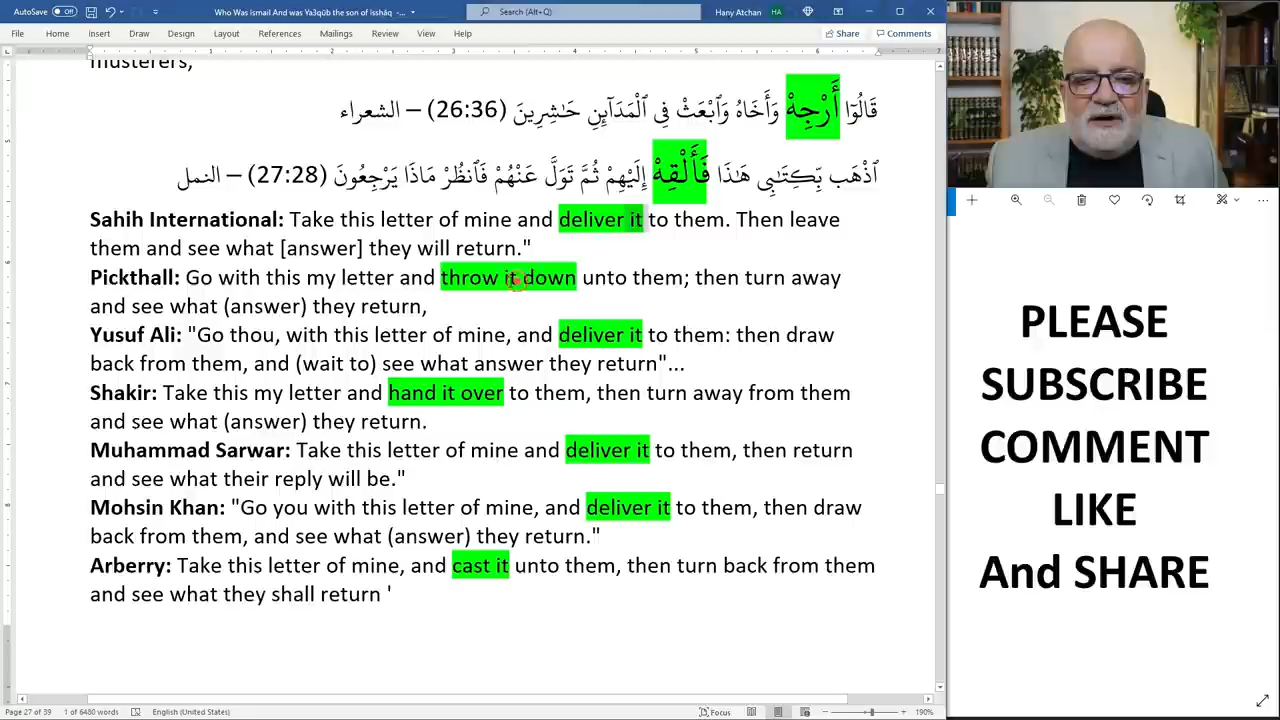 AutoSave Off
Who Was ismail And was Ya3qūb the son of isshāq -...
Search (Alt+Q)
Hany Atchan HA
File Home Insert Draw Design Layout References Mailings Review View Help Share Comments
musterers,
قَالُوٓا۟ أَرْجِهْ وَأَخَاهُ وَٱبْعَثْ فِى ٱلْمَدَآئِنِ حَـٰشِرِينَ (26:36) – الشعراء
ٱذْهَب بِّكِتَـٰبِى هَـٰذَا فَأَلْقِهْ إِلَيْهِمْ ثُمَّ تَوَلَّ عَنْهُمْ فَٱنظُرْ مَاذَا يَرْجِعُونَ (27:28) – النمل
Sahih International: Take this letter of mine and deliver it to them. Then leave
them and see what [answer] they will return."
Pickthall: Go with this my letter and throw it down unto them; then turn away
and see what (answer) they return,
Yusuf Ali: "Go thou, with this letter of mine, and deliver it to them: then draw
back from them, and (wait to) see what answer they return"...
Shakir: Take this my letter and hand it over to them, then turn away from them
and see what (answer) they return.
Muhammad Sarwar: Take this letter of mine and deliver it to them, then return
and see what their reply will be."
Mohsin Khan: "Go you with this letter of mine, and deliver it to them, then draw
back from them, and see what (answer) they return."
Arberry: Take this letter of mine, and cast it unto them, then turn back from them
and see what they shall return '
PLEASE
SUBSCRIBE
COMMENT
LIKE
And SHARE
Page 27 of 39 1 of 6480 words English (United States) Focus 190%